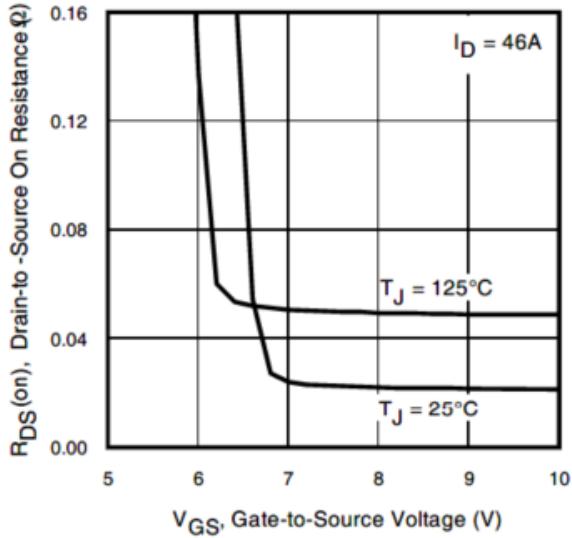 R_DS(on), Drain-to -Source On Resistance (Ω)
0.16
0.12
0.08
0.04
0.00
I_D = 46A
T_J = 125°C
T_J = 25°C
5 6 7 8 9 10
V_GS, Gate-to-Source Voltage (V)